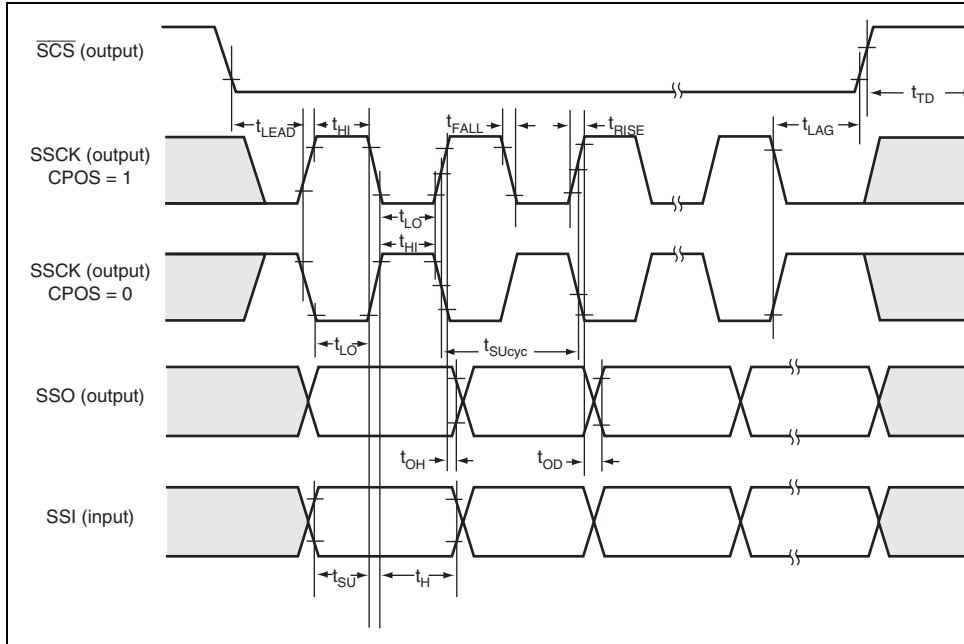 SCS (output)
tTD
tLEAD
tHI
tFALL
tRISE
tLAG
SSCK (output)
CPOS = 1
tLO
tHI
SSCK (output)
CPOS = 0
tLO
tSUcyc
SSO (output)
tOH
tOD
SSI (input)
tSU
tH